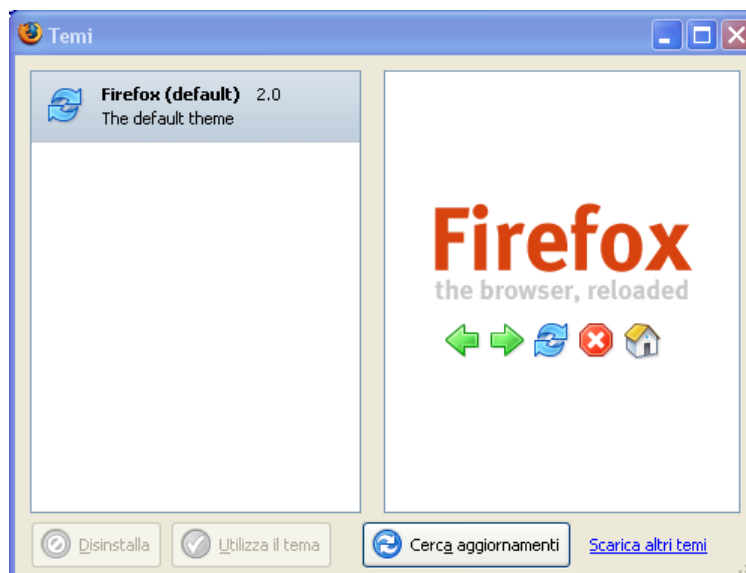 Temi
Firefox (default) 2.0
The default theme
Firefox
the browser, reloaded
Disinstalla
Utilizza il tema
Cerca aggiornamenti
Scarica altri temi